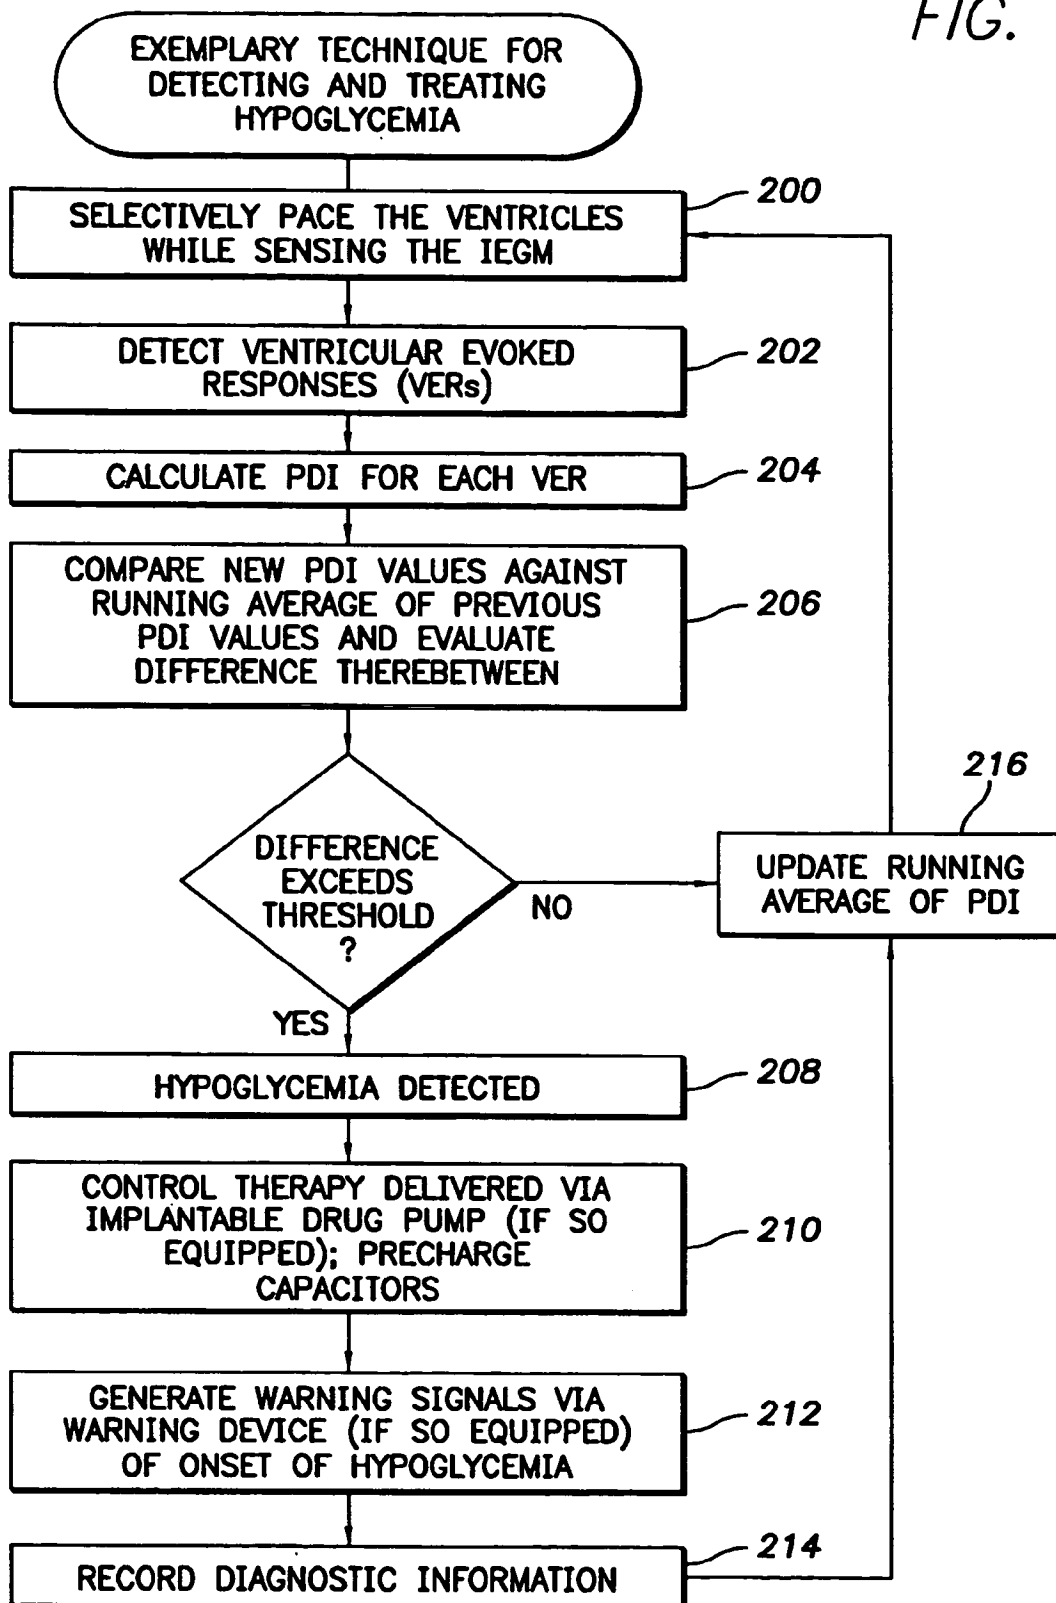 FIG.
EXEMPLARY TECHNIQUE FOR
DETECTING AND TREATING
HYPOGLYCEMIA
200
SELECTIVELY PACE THE VENTRICLES
WHILE SENSING THE IEGM
202
DETECT VENTRICULAR EVOKED
RESPONSES (VERs)
204
CALCULATE PDI FOR EACH VER
206
COMPARE NEW PDI VALUES AGAINST
RUNNING AVERAGE OF PREVIOUS
PDI VALUES AND EVALUATE
DIFFERENCE THEREBETWEEN
DIFFERENCE
EXCEEDS
THRESHOLD
?
NO
216
UPDATE RUNNING
AVERAGE OF PDI
YES
208
HYPOGLYCEMIA DETECTED
210
CONTROL THERAPY DELIVERED VIA
IMPLANTABLE DRUG PUMP (IF SO
EQUIPPED); PRECHARGE
CAPACITORS
212
GENERATE WARNING SIGNALS VIA
WARNING DEVICE (IF SO EQUIPPED)
OF ONSET OF HYPOGLYCEMIA
214
RECORD DIAGNOSTIC INFORMATION